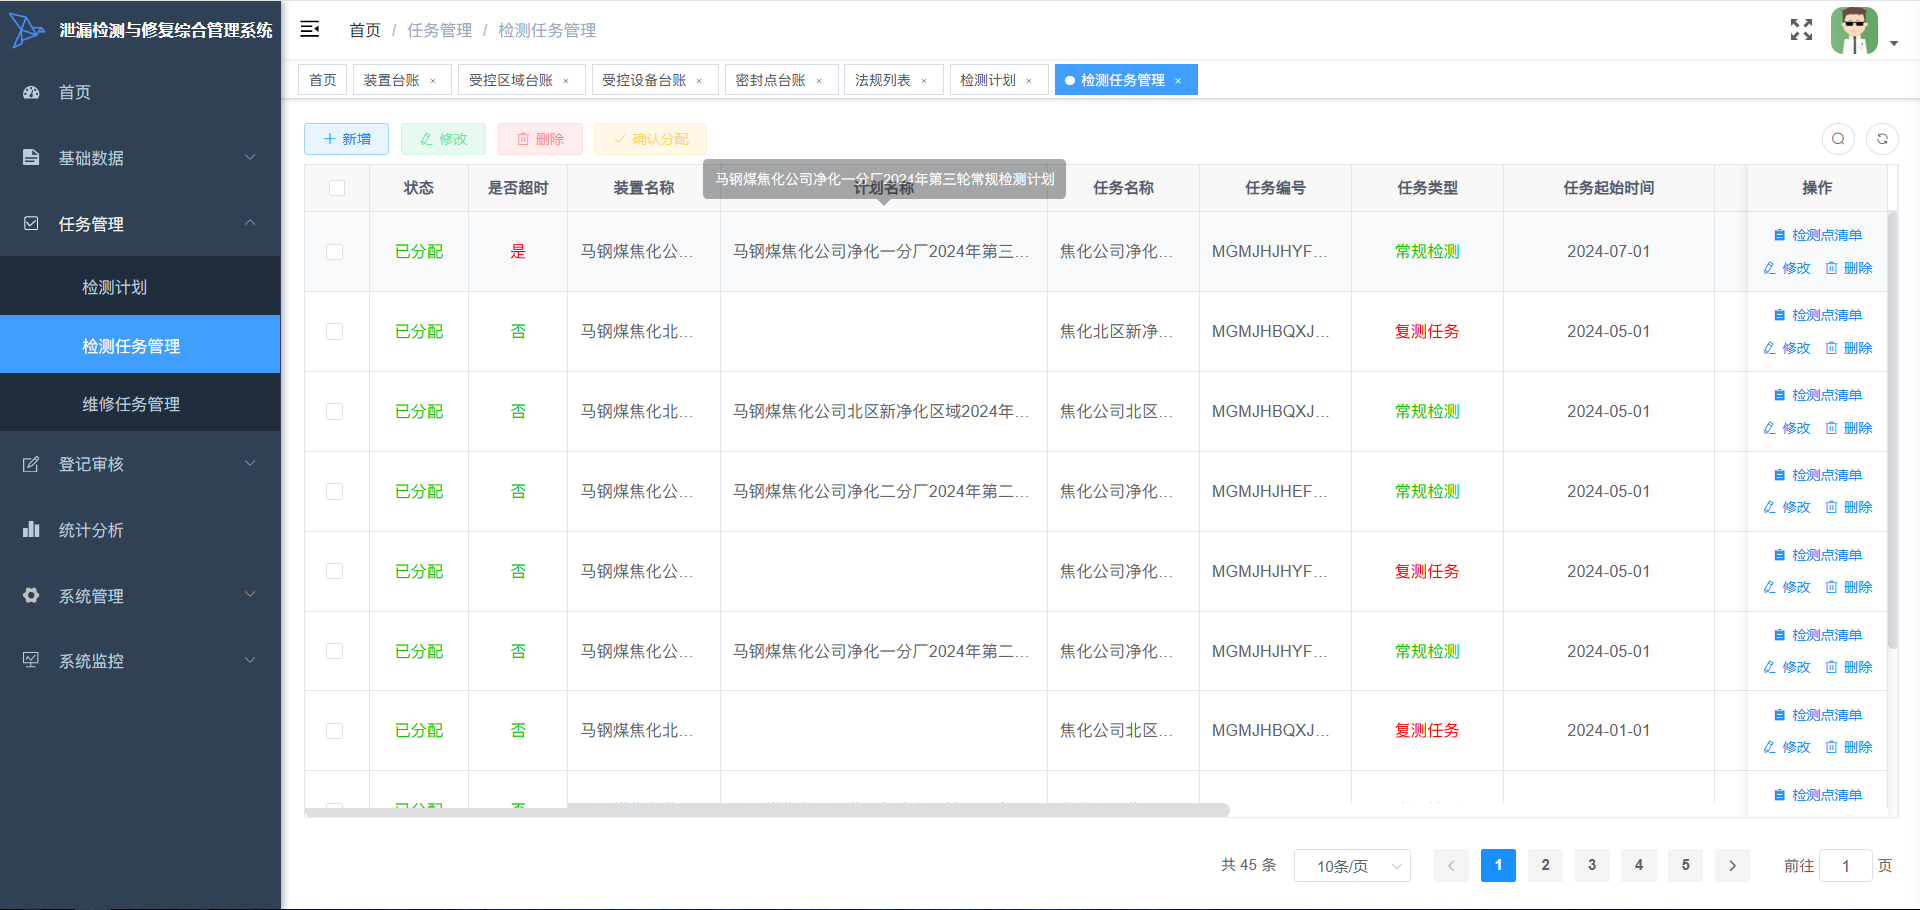 泄漏检测与修复综合管理系统
首页 / 任务管理 / 检测任务管理
首页
装置台账 ×
受控区域台账 ×
受控设备台账 ×
密封点台账 ×
法规列表 ×
检测计划 ×
检测任务管理 ×
首页
基础数据
任务管理
检测计划
检测任务管理
维修任务管理
登记审核
统计分析
系统管理
系统监控
新增 修改 删除 确认分配
马钢煤焦化公司净化一分厂2024年第三轮常规检测计划
状态 是否超时 装置名称 计划名称 任务名称 任务编号 任务类型 任务起始时间 操作
已分配 是 马钢煤焦化公... 马钢煤焦化公司净化一分厂2024年第三... 焦化公司净化... MGMJHJHYF... 常规检测 2024-07-01 检测点清单
修改 删除
已分配 否 马钢煤焦化北... 焦化北区新净... MGMJHBQXJ... 复测任务 2024-05-01 检测点清单
修改 删除
已分配 否 马钢煤焦化北... 马钢煤焦化公司北区新净化区域2024年... 焦化公司北区... MGMJHBQXJ... 常规检测 2024-05-01 检测点清单
修改 删除
已分配 否 马钢煤焦化公... 马钢煤焦化公司净化二分厂2024年第二... 焦化公司净化... MGMJHJHEF... 常规检测 2024-05-01 检测点清单
修改 删除
已分配 否 马钢煤焦化公... 焦化公司净化... MGMJHJHYF... 复测任务 2024-05-01 检测点清单
修改 删除
已分配 否 马钢煤焦化公... 马钢煤焦化公司净化一分厂2024年第二... 焦化公司净化... MGMJHJHYF... 常规检测 2024-05-01 检测点清单
修改 删除
已分配 否 马钢煤焦化北... 焦化公司北区... MGMJHBQXJ... 复测任务 2024-01-01 检测点清单
修改 删除
已分配 否 检测点清单
共 45 条 10条/页 < 1 2 3 4 5 > 前往 1 页